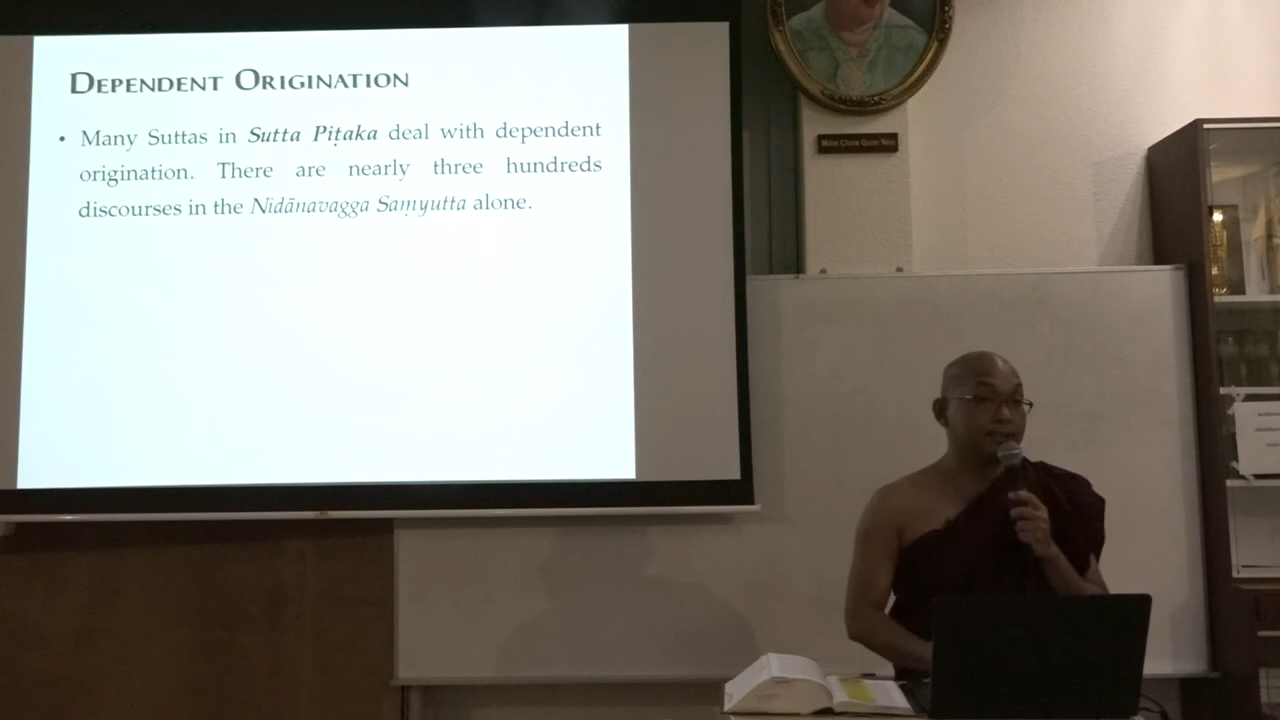 DEPENDENT ORIGINATION
• Many Suttas in Sutta Piṭaka deal with dependent
origination. There are nearly three hundreds
discourses in the Nidānavagga Saṃyutta alone.